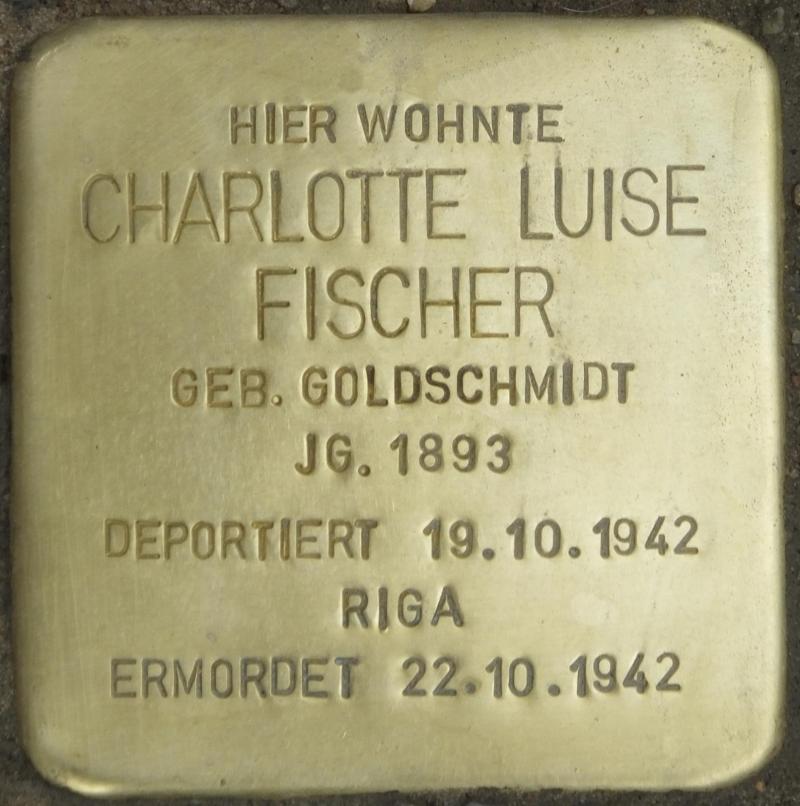 HIER WOHNTE
CHARLOTTE LUISE
FISCHER
GEB. GOLDSCHMIDT
JG. 1893
DEPORTIERT 19.10.1942
RIGA
ERMORDET 22.10.1942